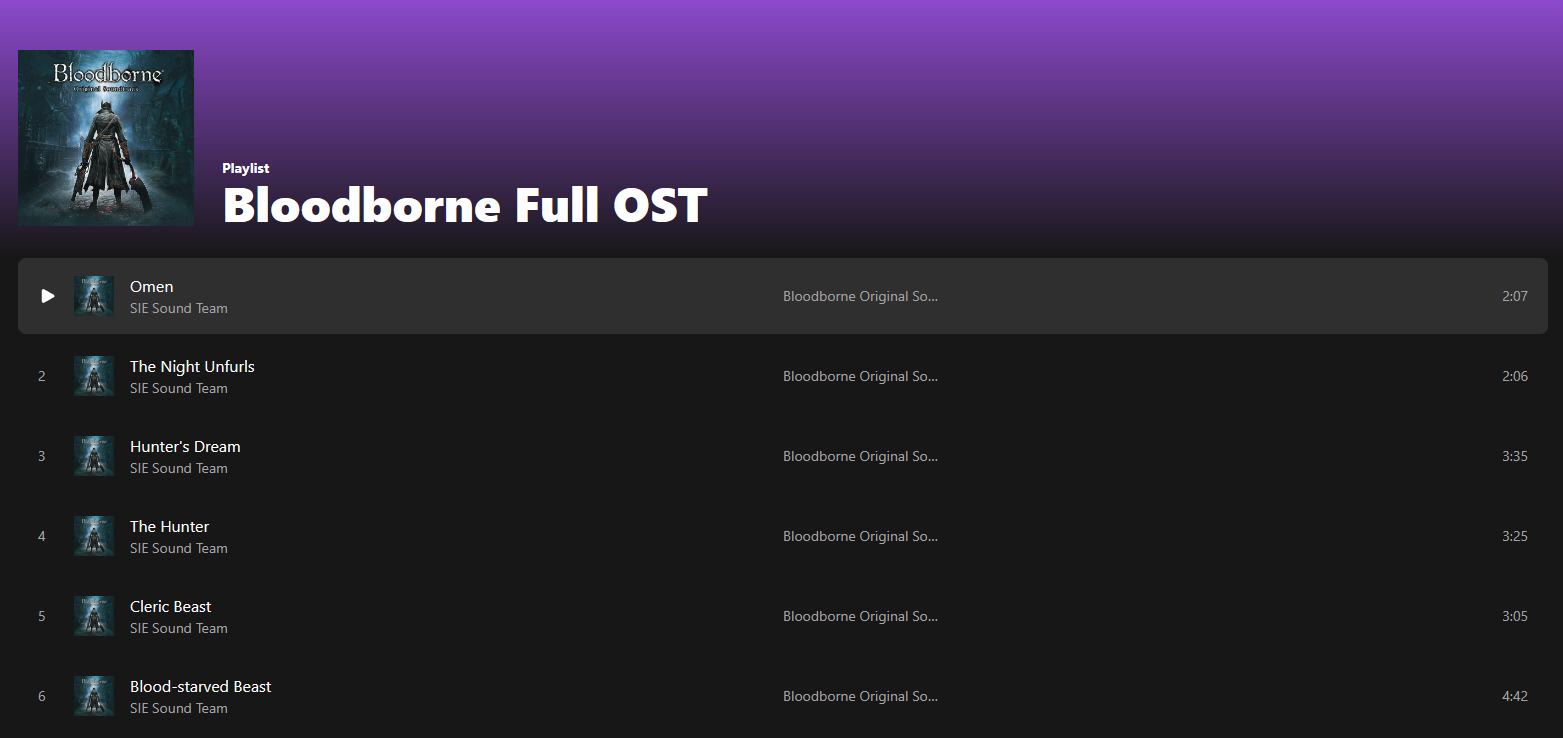 Bloodborne
Original Soundtrack
Playlist
Bloodborne Full OST
Omen
SIE Sound Team
Bloodborne Original So...
2:07
2
The Night Unfurls
SIE Sound Team
Bloodborne Original So...
2:06
3
Hunter's Dream
SIE Sound Team
Bloodborne Original So...
3:35
4
The Hunter
SIE Sound Team
Bloodborne Original So...
3:25
5
Cleric Beast
SIE Sound Team
Bloodborne Original So...
3:05
6
Blood-starved Beast
SIE Sound Team
Bloodborne Original So...
4:42